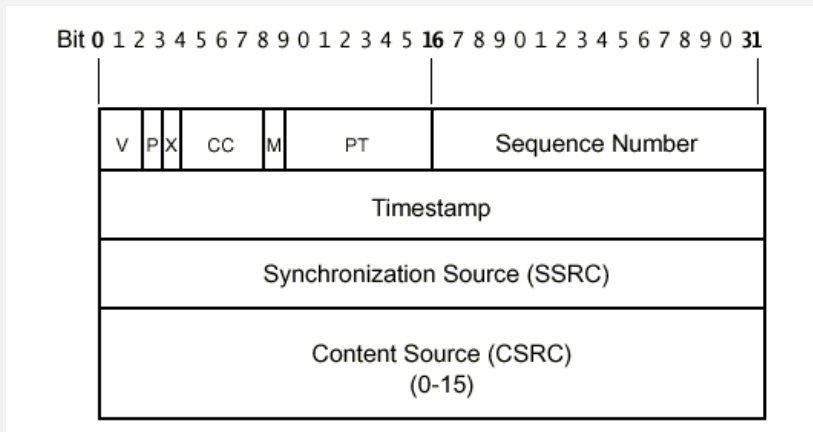 Bit 0 1 2 3 4 5 6 7 8 9 0 1 2 3 4 5 16 7 8 9 0 1 2 3 4 5 6 7 8 9 0 31
V P X CC M PT Sequence Number
Timestamp
Synchronization Source (SSRC)
Content Source (CSRC)
(0-15)